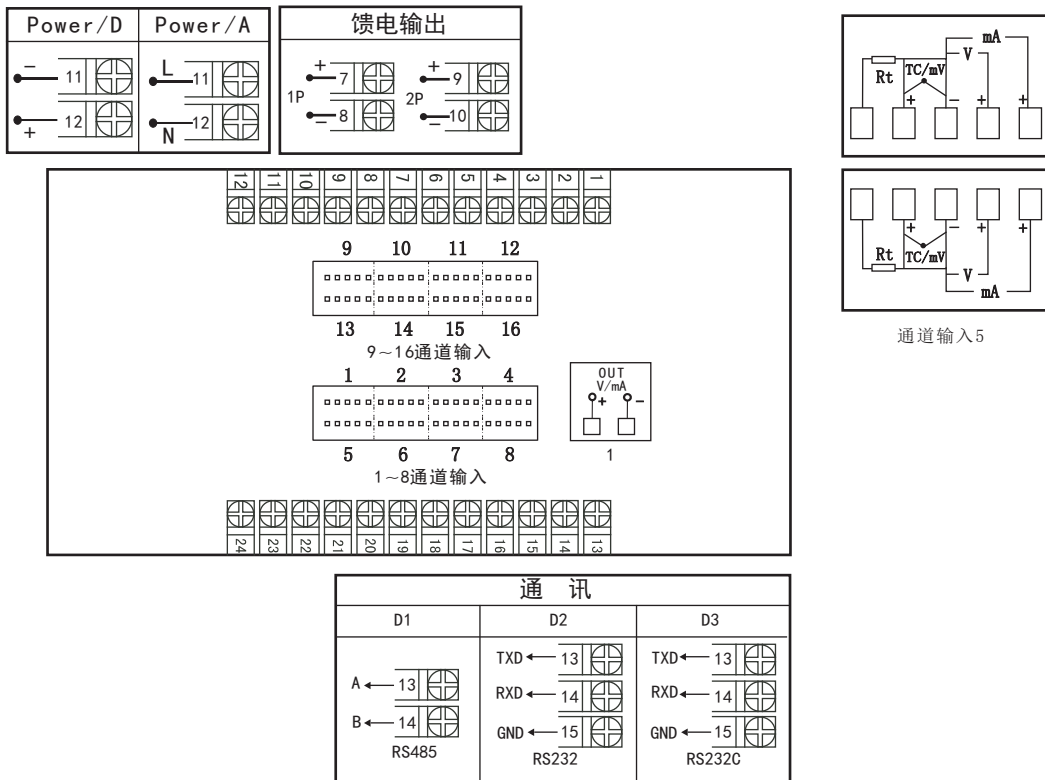 Power/D Power/A
− 11 L 11
+ 12 N 12
馈电输出
1P + 7 2P + 9
− 8 − 10
mA
V
Rt TC/mV
+ − + +
+ − + +
Rt TC/mV
V
mA
通道输入5
12 11 10 9 8 7 6 5 4 3 2 1
9 10 11 12
13 14 15 16
9~16通道输入
1 2 3 4
5 6 7 8
1~8通道输入
OUT
V/mA
+ −
1
24 23 22 21 20 19 18 17 16 15 14 13
通 讯
D1 D2 D3
A 13
B 14
RS485
TXD 13
RXD 14
GND 15
RS232
TXD 13
RXD 14
GND 15
RS232C